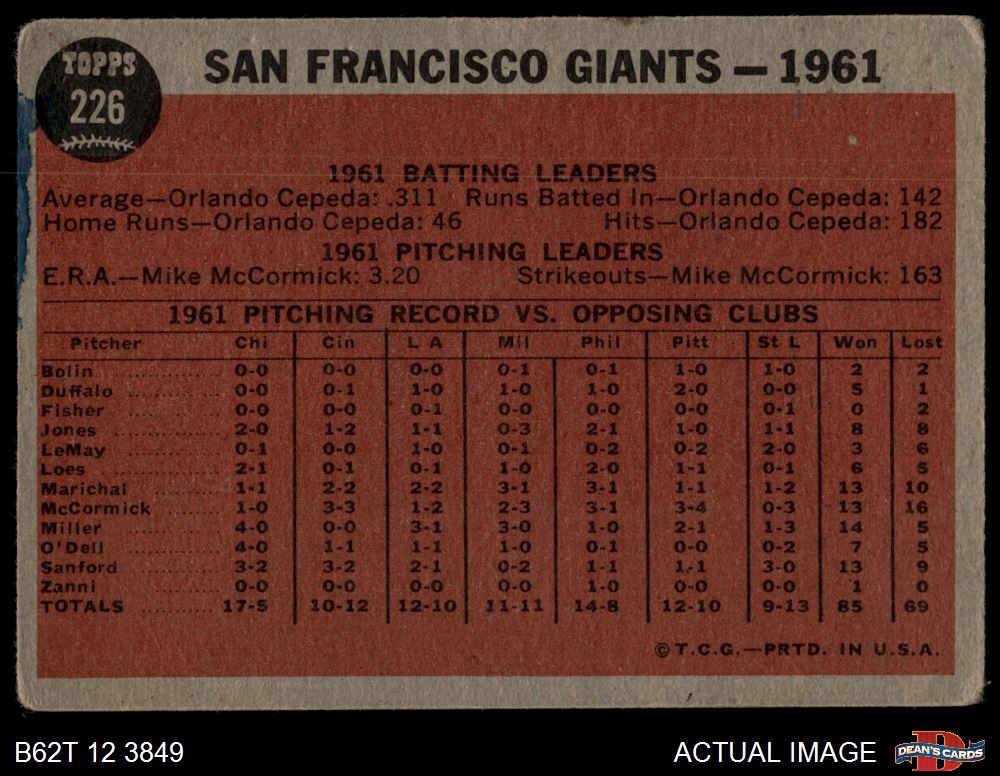 TOPPS
226
SAN FRANCISCO GIANTS — 1961
1961 BATTING LEADERS
Average—Orlando Cepeda: .311 Runs Batted In—Orlando Cepeda: 142
Home Runs—Orlando Cepeda: 46 Hits—Orlando Cepeda: 182
1961 PITCHING LEADERS
E.R.A.—Mike McCormick: 3.20 Strikeouts—Mike McCormick: 163
1961 PITCHING RECORD VS. OPPOSING CLUBS
Pitcher Chi Cin L A Mil Phil Pitt St L Won Lost
Bolin 0-0 0-0 0-0 0-1 0-1 1-0 1-0 2 2
Duffalo 0-0 0-1 1-0 1-0 1-0 2-0 0-0 5 1
Fisher 0-0 0-0 0-1 0-0 0-0 0-0 0-1 0 2
Jones 2-0 1-2 1-1 0-3 2-1 1-0 1-1 8 8
LeMay 0-1 0-0 1-0 0-1 0-2 0-2 2-0 3 6
Loes 2-1 0-1 0-1 1-0 2-0 1-1 0-1 6 5
Marichal 1-1 2-2 2-2 3-1 3-1 1-1 1-2 13 10
McCormick 1-0 3-3 1-2 2-3 3-1 3-4 0-3 13 16
Miller 4-0 0-0 3-1 3-0 1-0 2-1 1-3 14 5
O'Dell 4-0 1-1 1-1 1-0 0-1 0-0 0-2 7 5
Sanford 3-2 3-2 2-1 0-2 1-1 1-1 3-0 13 9
Zanni 0-0 0-0 0-0 0-0 1-0 0-0 0-0 1 0
TOTALS 17-5 10-12 12-10 11-11 14-8 12-10 9-13 85 69
© T.C.G.—PRTD. IN U.S.A.
B62T 12 3849 ACTUAL IMAGE DEAN'S CARDS